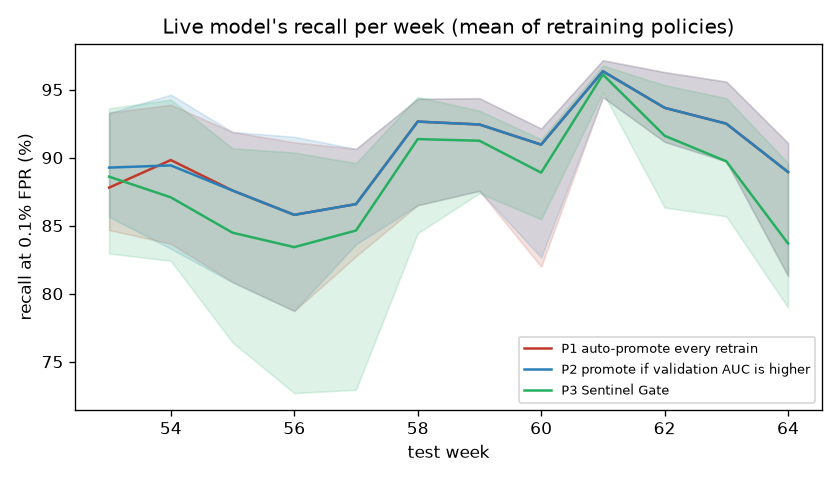 Live model's recall per week (mean of retraining policies)
recall at 0.1% FPR (%)
95
90
85
80
75
P1 auto-promote every retrain
P2 promote if validation AUC is higher
P3 Sentinel Gate
54 56 58 60 62 64
test week